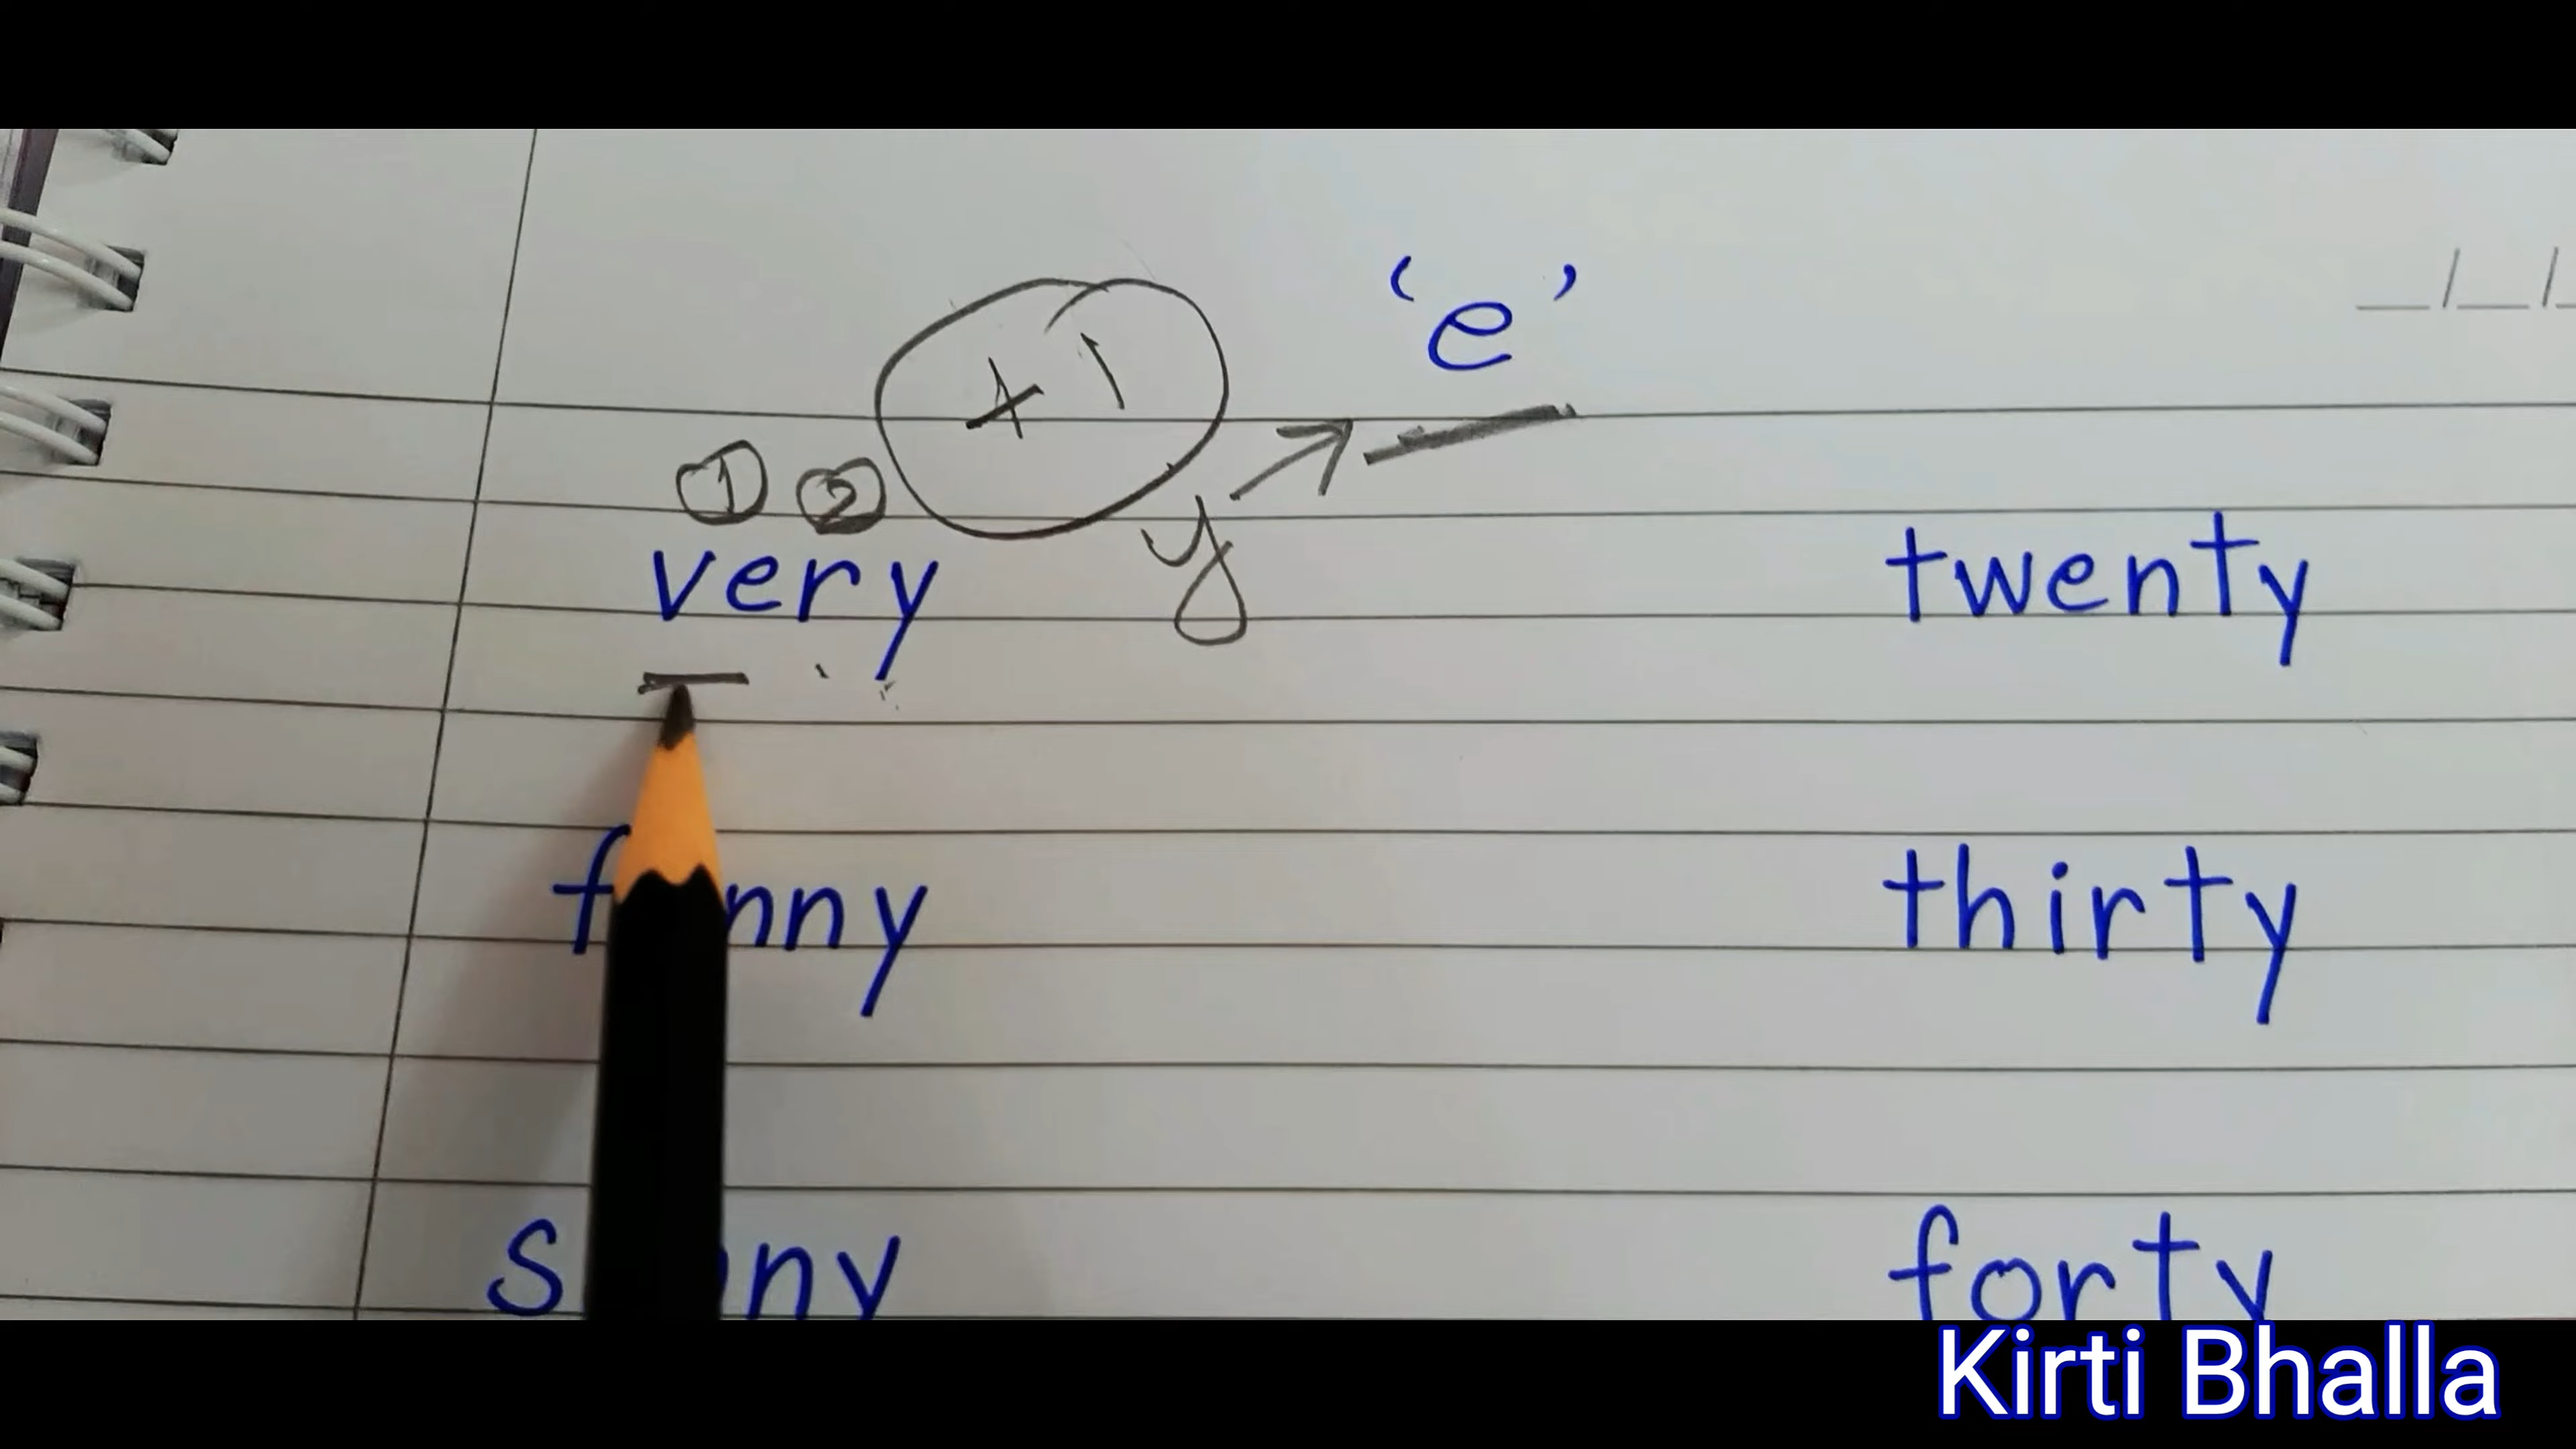 ‘e’
+1
1 2
y
very twenty
thirty
forty
Kirti Bhalla